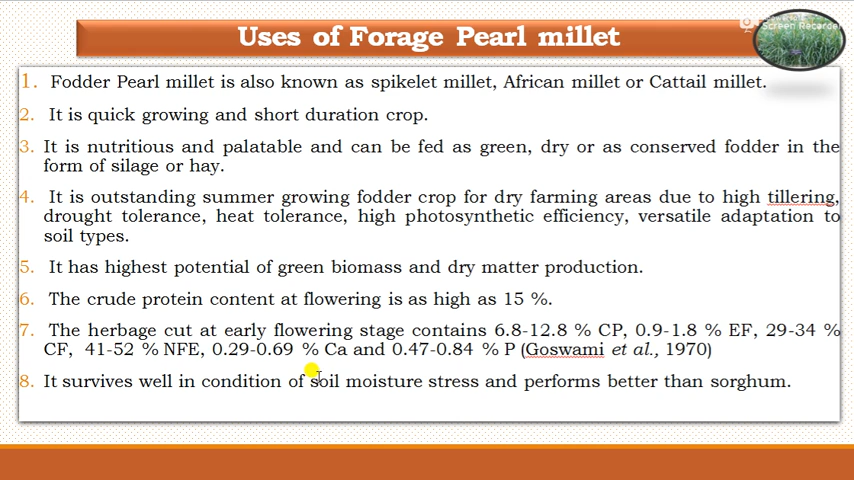 Uses of Forage Pearl millet
Screen Recorder
1. Fodder Pearl millet is also known as spikelet millet, African millet or Cattail millet.
2. It is quick growing and short duration crop.
3. It is nutritious and palatable and can be fed as green, dry or as conserved fodder in the
form of silage or hay.
4. It is outstanding summer growing fodder crop for dry farming areas due to high tillering,
drought tolerance, heat tolerance, high photosynthetic efficiency, versatile adaptation to
soil types.
5. It has highest potential of green biomass and dry matter production.
6. The crude protein content at flowering is as high as 15 %.
7. The herbage cut at early flowering stage contains 6.8-12.8 % CP, 0.9-1.8 % EF, 29-34 %
CF, 41-52 % NFE, 0.29-0.69 % Ca and 0.47-0.84 % P (Goswami et al., 1970)
8. It survives well in condition of soil moisture stress and performs better than sorghum.